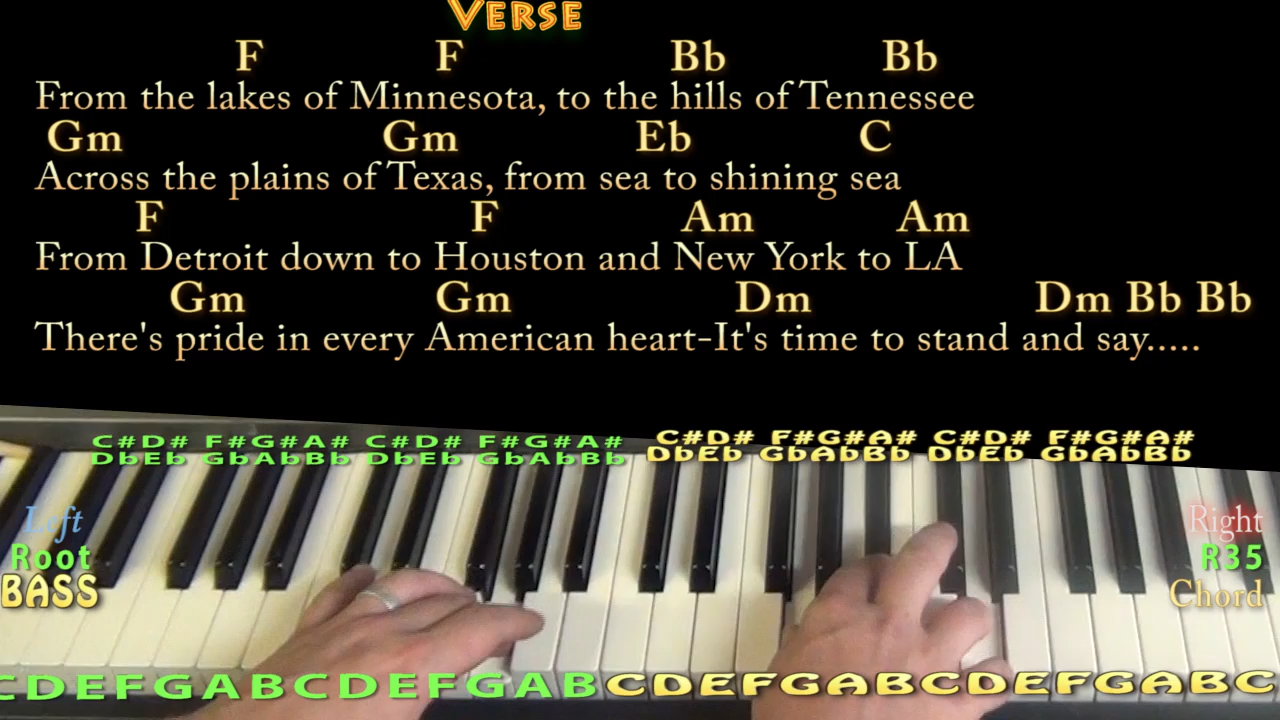 VERSE
F F Bb Bb
From the lakes of Minnesota, to the hills of Tennessee
Gm Gm Eb C
Across the plains of Texas, from sea to shining sea
F F Am Am
From Detroit down to Houston and New York to LA
Gm Gm Dm Dm Bb Bb
There's pride in every American heart-It's time to stand and say.....
C#D# F#G#A# C#D# F#G#A# C#D# F#G#A# C#D# F#G#A#
DbEb GbAbBb DbEb GbAbBb DbEb GbAbBb DbEb GbAbBb
Left
Root
BASS
Right
R35
Chord
CDEFGABCDEFGABCDEFGABCDEFGABC